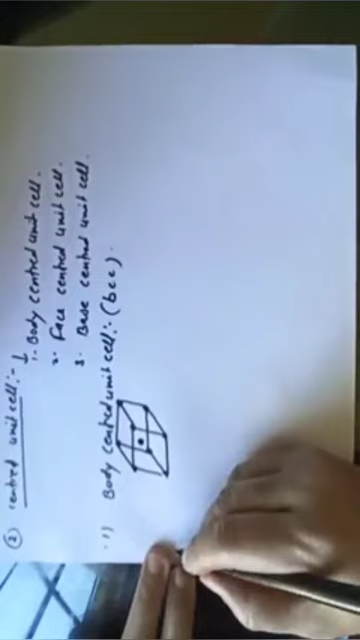 ② Centred unit cell:- ↓
1. Body centred unit cell.
2. Face centred unit cell.
3. Base centred unit cell.
1) Body centred unit cell:- (bcc).